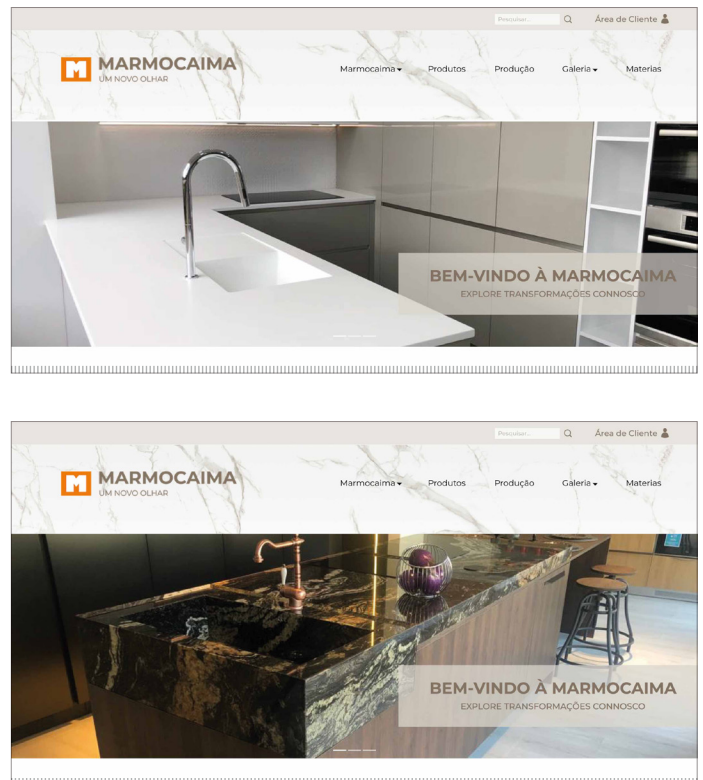 Pesquisar...
Área de Cliente
MARMOCAIMA
UM NOVO OLHAR
Marmocaima Produtos Produção Galeria Materias
BEM-VINDO À MARMOCAIMA
EXPLORE TRANSFORMAÇÕES CONNOSCO
Pesquisar...
Área de Cliente
MARMOCAIMA
UM NOVO OLHAR
Marmocaima Produtos Produção Galeria Materias
BEM-VINDO À MARMOCAIMA
EXPLORE TRANSFORMAÇÕES CONNOSCO